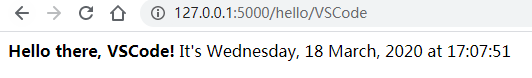 127.0.0.1:5000/hello/VSCode
Hello there, VSCode! It's Wednesday, 18 March, 2020 at 17:07:51